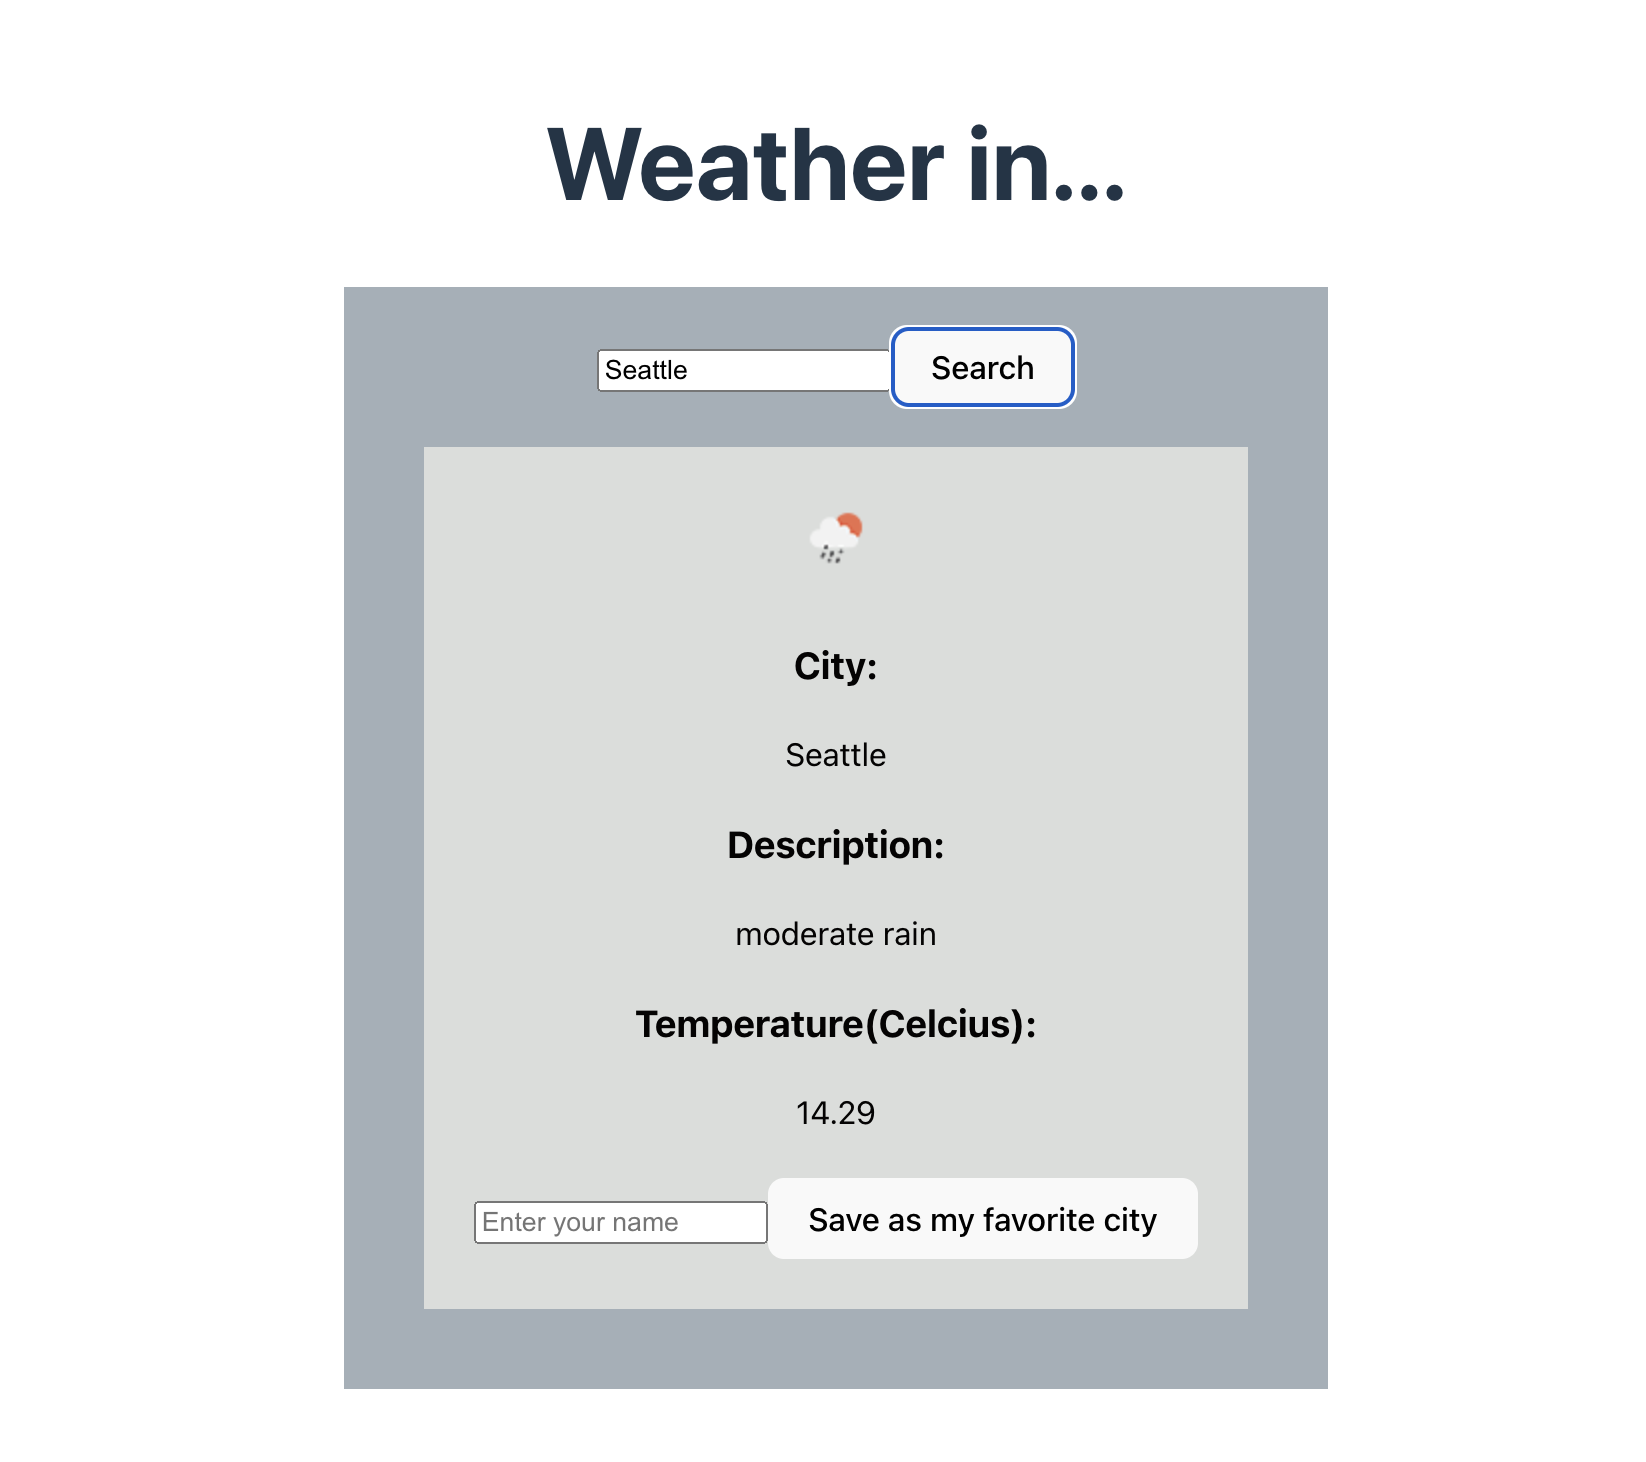 Weather in...
Seattle Search
City:
Seattle
Description:
moderate rain
Temperature(Celcius):
14.29
Enter your name Save as my favorite city